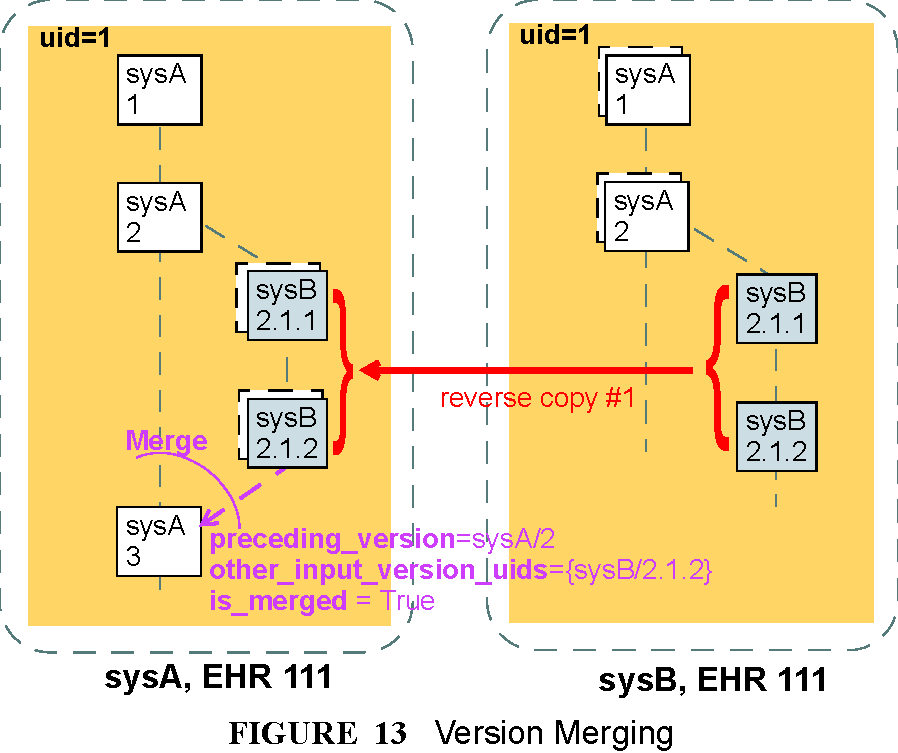 uid=1
sysA
1
sysA
2
sysB
2.1.1
sysB
2.1.2
Merge
sysA
3
preceding_version=sysA/2
other_input_version_uids={sysB/2.1.2}
is_merged = True
sysA, EHR 111
reverse copy #1
uid=1
sysA
1
sysA
2
sysB
2.1.1
sysB
2.1.2
sysB, EHR 111
FIGURE 13 Version Merging